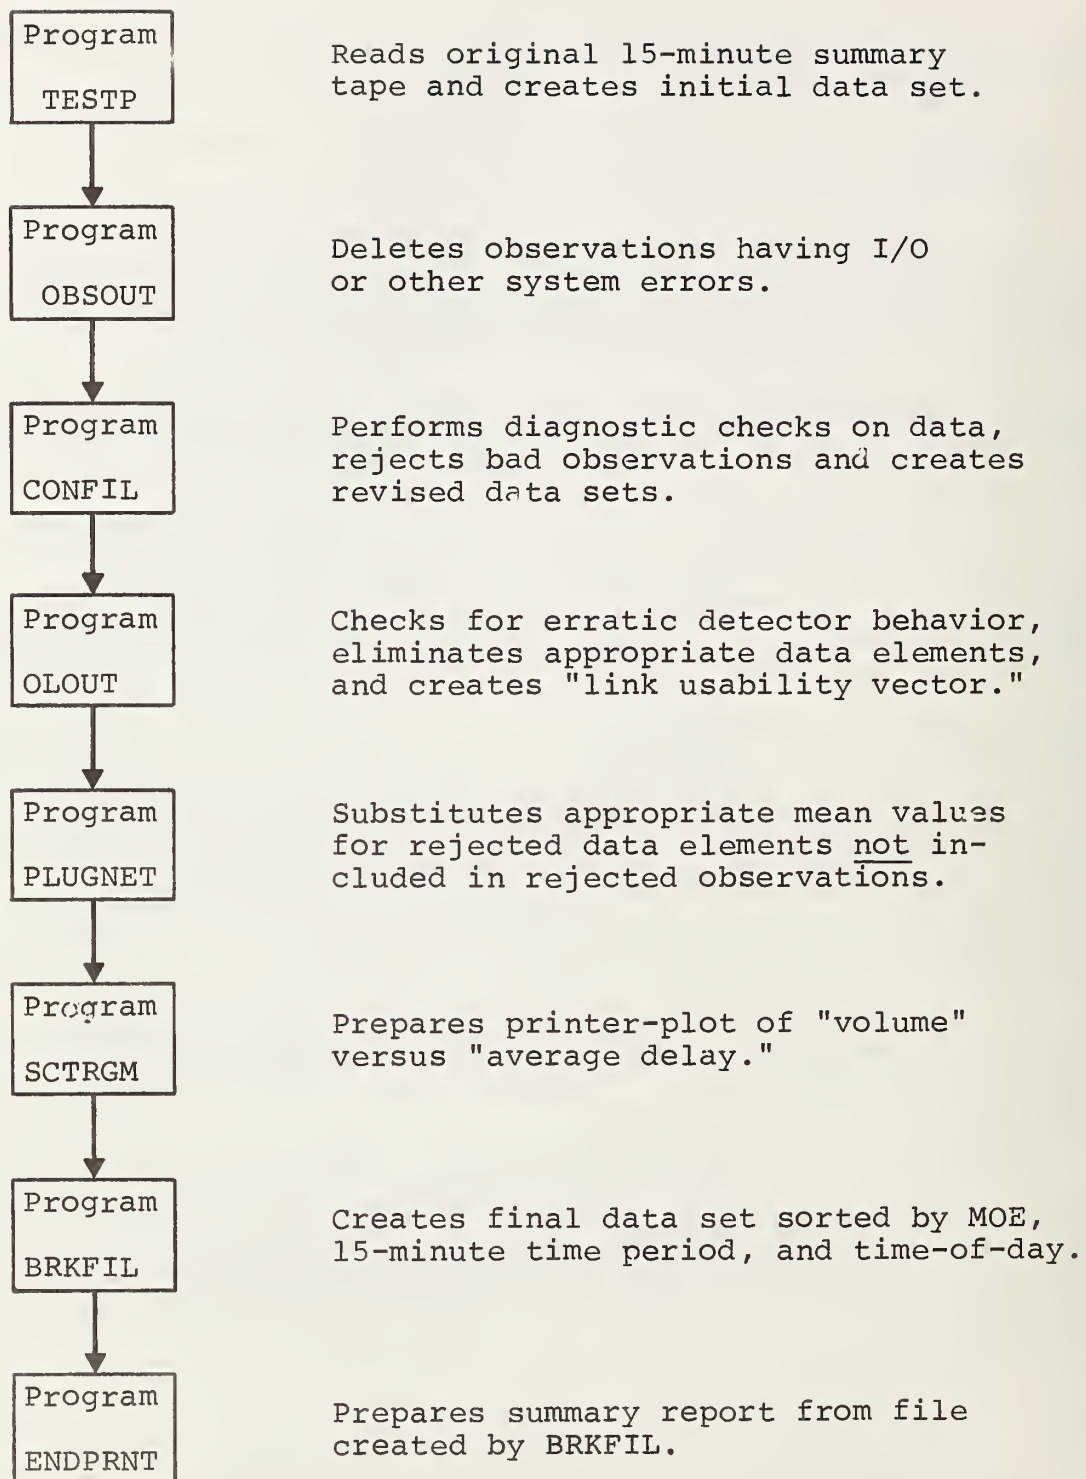 Program
TESTP
Reads original 15-minute summary
tape and creates initial data set.
Program
OBSOUT
Deletes observations having I/O
or other system errors.
Program
CONFIL
Performs diagnostic checks on data,
rejects bad observations and creates
revised data sets.
Program
OLOUT
Checks for erratic detector behavior,
eliminates appropriate data elements,
and creates "link usability vector."
Program
PLUGNET
Substitutes appropriate mean values
for rejected data elements not in-
cluded in rejected observations.
Program
SCTRGM
Prepares printer-plot of "volume"
versus "average delay."
Program
BRKFIL
Creates final data set sorted by MOE,
15-minute time period, and time-of-day.
Program
ENDPRNT
Prepares summary report from file
created by BRKFIL.